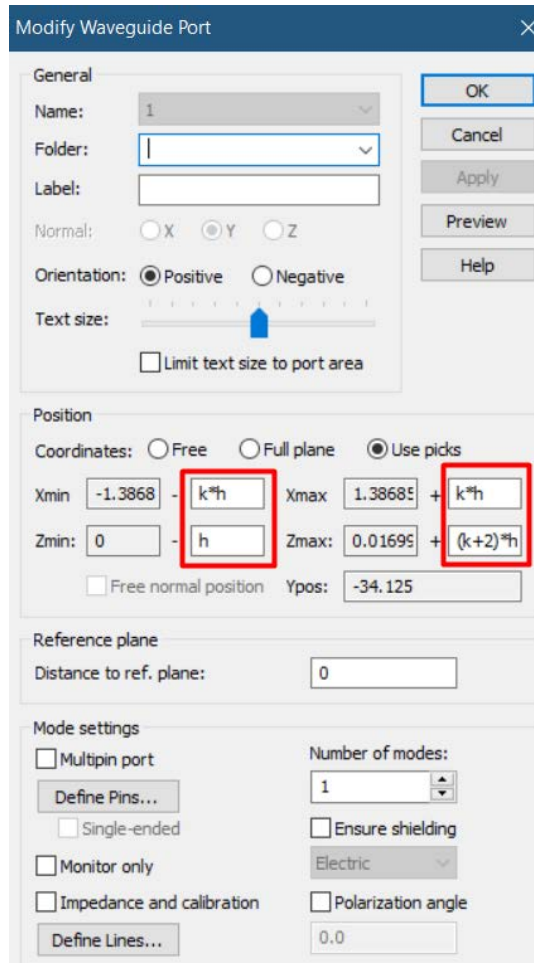 Modify Waveguide Port
General
OK
Name: 1
Cancel
Folder:
Apply
Label:
Preview
Normal: X Y Z
Help
Orientation: Positive Negative
Text size:
Limit text size to port area
Position
Coordinates: Free Full plane Use picks
Xmin -1.3868 - k*h Xmax 1.38685 + k*h
Zmin: 0 - h Zmax: 0.01699 + (k+2)*h
Free normal position Ypos: -34.125
Reference plane
Distance to ref. plane: 0
Mode settings
Multipin port Number of modes:
Define Pins... 1
Single-ended Ensure shielding
Monitor only Electric
Impedance and calibration Polarization angle
Define Lines... 0.0